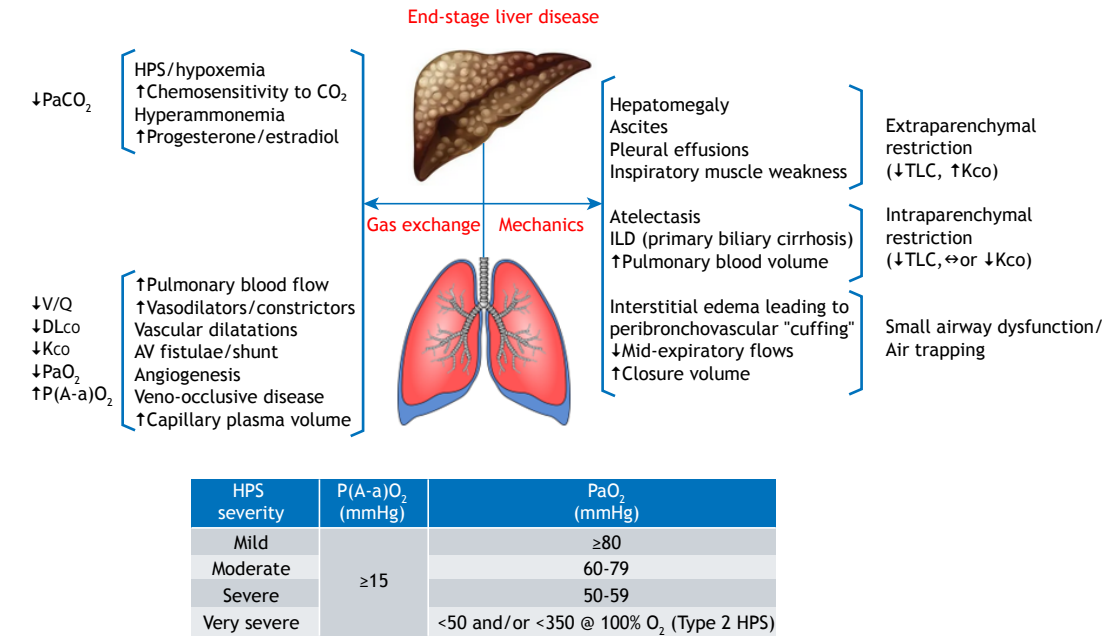 End-stage liver disease
↓PaCO₂
HPS/hypoxemia
↑Chemosensitivity to CO₂
Hyperammonemia
↑Progesterone/estradiol
Hepatomegaly
Ascites
Pleural effusions
Inspiratory muscle weakness
Extraparenchymal
restriction
(↓TLC, ↑Kco)
Gas exchange
Mechanics
Atelectasis
ILD (primary biliary cirrhosis)
↑Pulmonary blood volume
Intraparenchymal
restriction
(↓TLC,↔or ↓Kco)
↓V/Q
↓DLco
↓Kco
↓PaO₂
↑P(A-a)O₂
↑Pulmonary blood flow
↑Vasodilators/constrictors
Vascular dilatations
AV fistulae/shunt
Angiogenesis
Veno-occlusive disease
↑Capillary plasma volume
Interstitial edema leading to
peribronchovascular "cuffing"
↓Mid-expiratory flows
↑Closure volume
Small airway dysfunction/
Air trapping
HPS
severity
P(A-a)O₂
(mmHg)
PaO₂
(mmHg)
Mild
≥15
≥80
Moderate
60-79
Severe
50-59
Very severe
<50 and/or <350 @ 100% O₂ (Type 2 HPS)